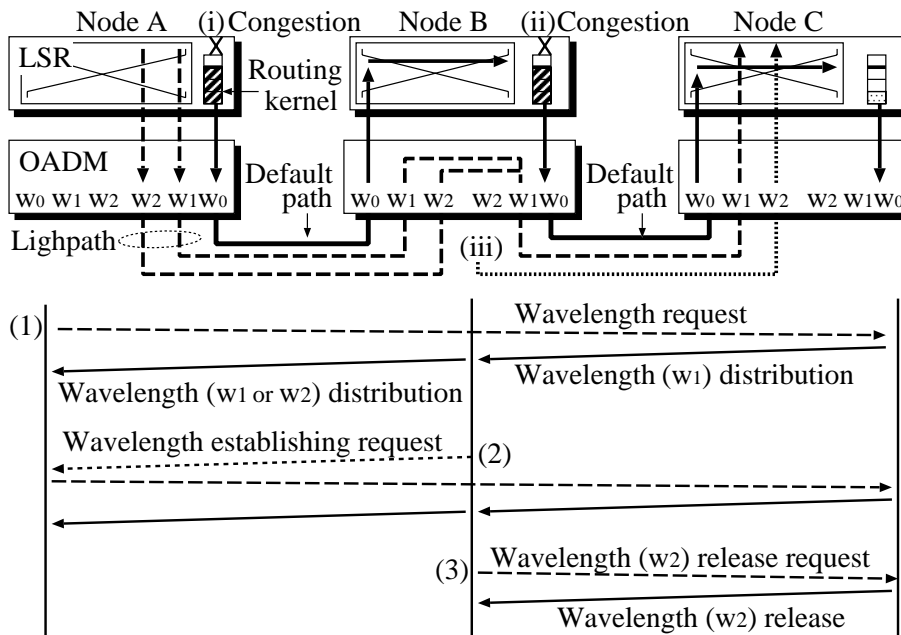 Node A
(i) Congestion
Node B
(ii) Congestion
Node C
LSR
Routing
kernel
OADM
W0 W1 W2 W2 W1 W0
Default
path
W0 W1 W2 W2 W1 W0
Default
path
W0 W1 W2 W2 W1 W0
Lighpath
(iii)
(1)
Wavelength request
Wavelength (w1 or w2) distribution
Wavelength (w1) distribution
Wavelength establishing request
(2)
(3)
Wavelength (w2) release request
Wavelength (w2) release